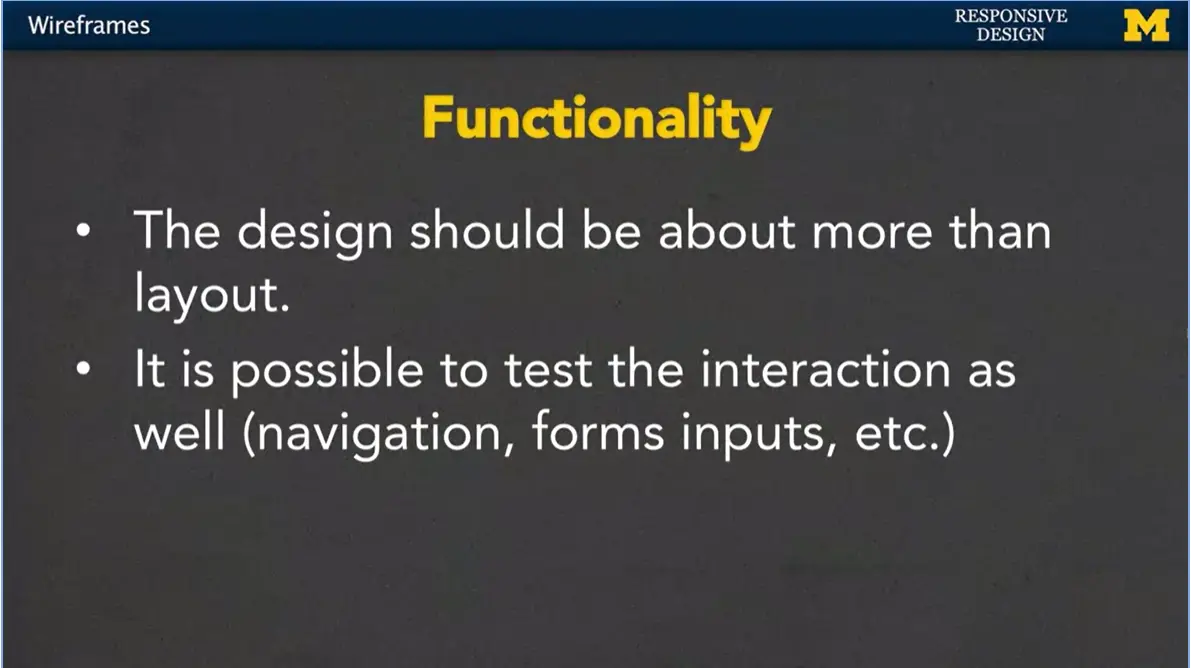 Wireframes
RESPONSIVE
DESIGN
M
Functionality
• The design should be about more than
layout.
• It is possible to test the interaction as
well (navigation, forms inputs, etc.)